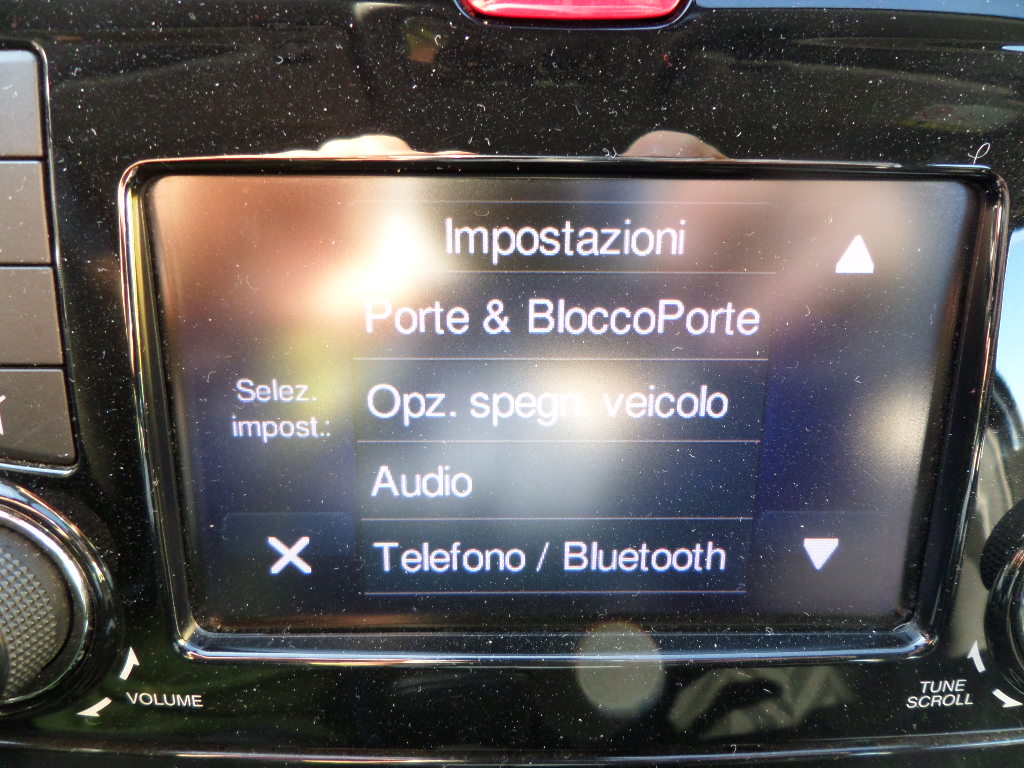 Impostazioni
Porte & BloccoPorte
Selez.
impost.:
Opz. spegn. veicolo
Audio
Telefono / Bluetooth
VOLUME
TUNE
SCROLL